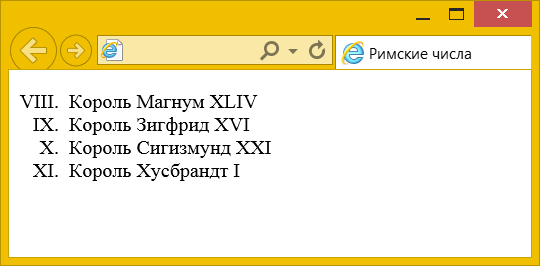 Римские числа
VIII. Король Магнум XLIV
IX. Король Зигфрид XVI
X. Король Сигизмунд XXI
XI. Король Хусбрандт I